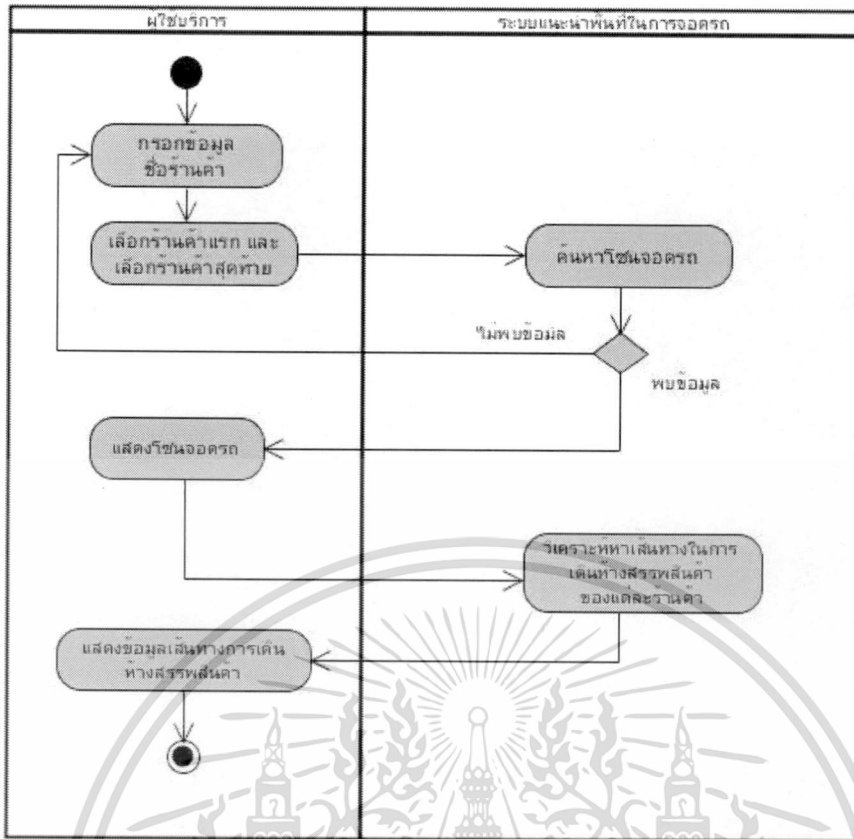 ผู้ใช้บริการ
ระบบแนะนำพื้นที่ในการจอดรถ
กรอกข้อมูล
ชื่อร้านค้า
เลือกร้านค้าแรก และ
เลือกร้านค้าสุดท้าย
ค้นหาโซนจอดรถ
ไม่พบข้อมูล
พบข้อมูล
แสดงโซนจอดรถ
วิเคราะห์หาเส้นทางในการ
เดินห้างสรรพสินค้า
ของแต่ละร้านค้า
แสดงข้อมูลเส้นทางการเดิน
ห้างสรรพสินค้า